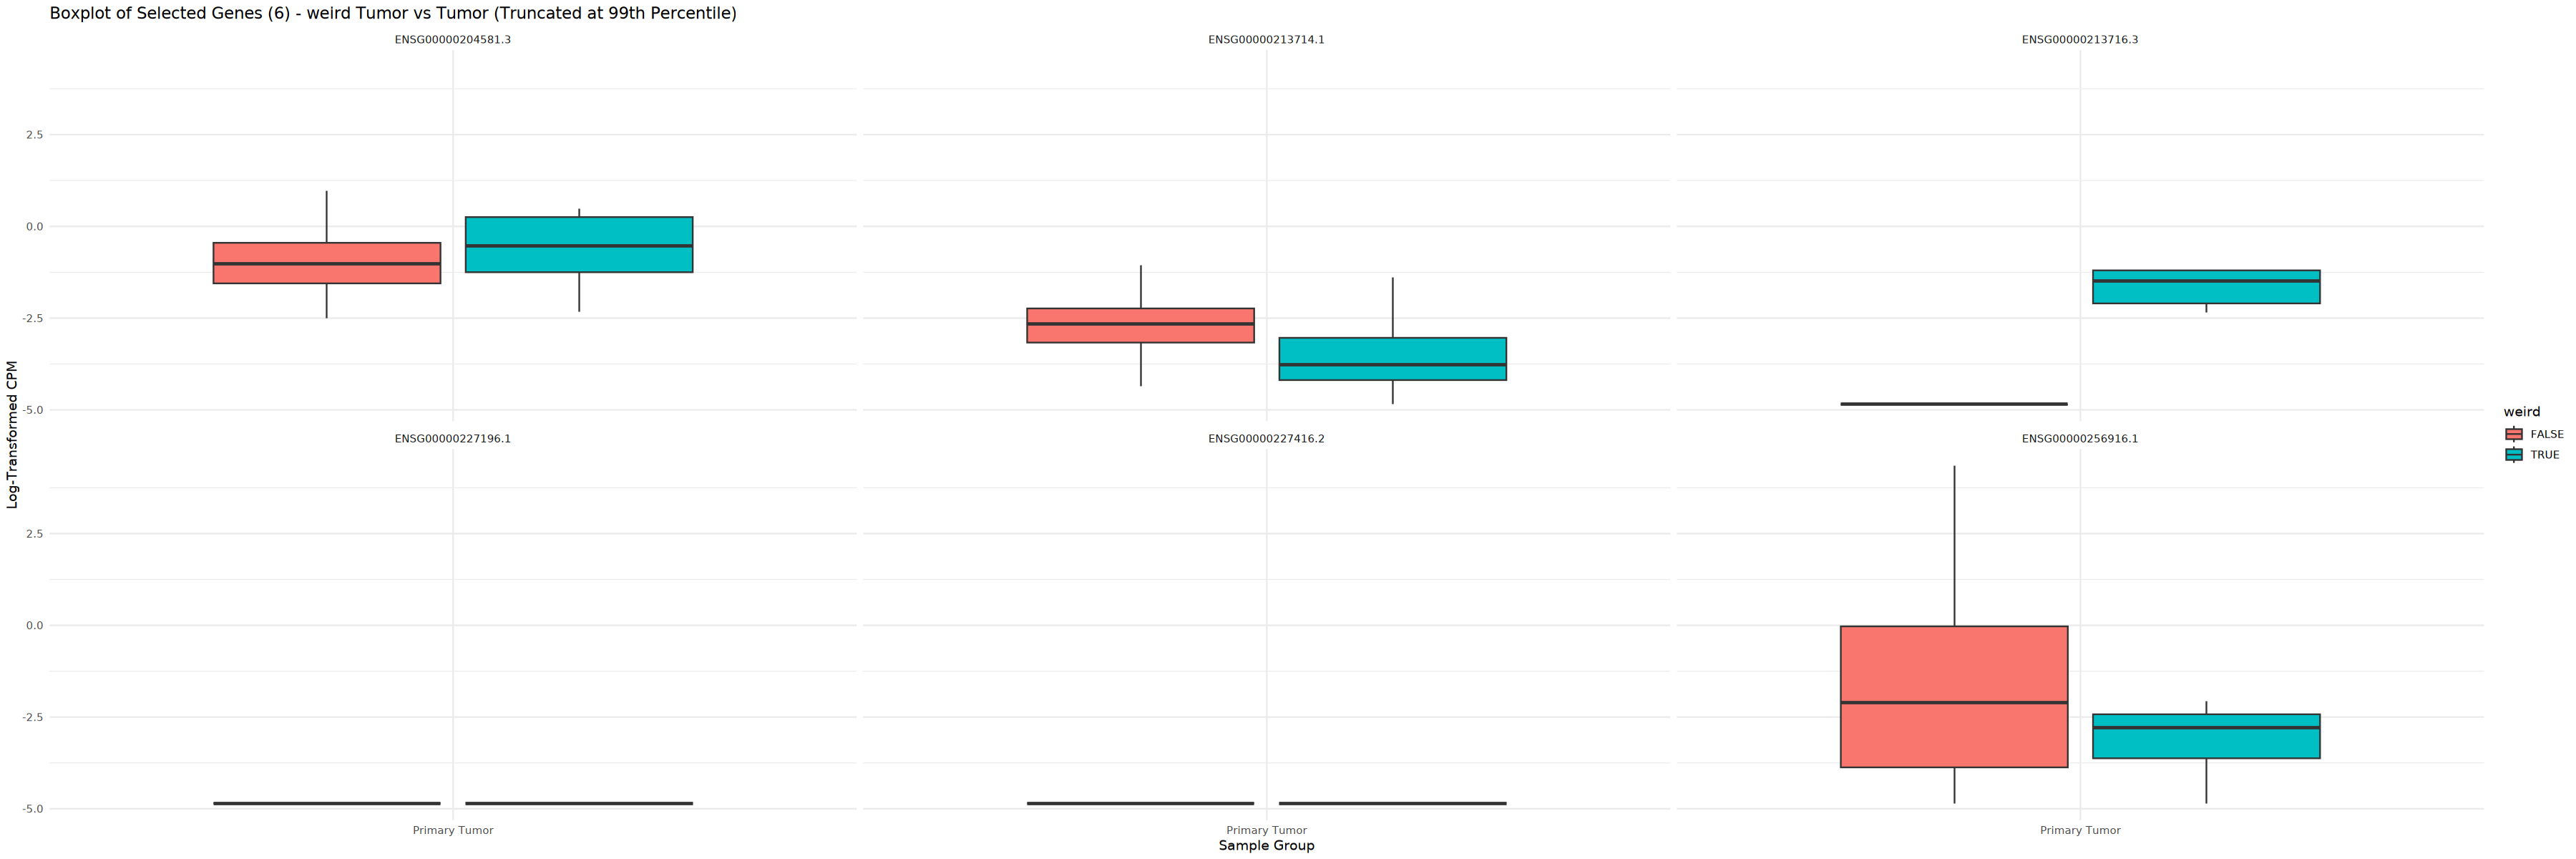 Boxplot of Selected Genes (6) - weird Tumor vs Tumor (Truncated at 99th Percentile)
ENSG00000204581.3
ENSG00000213714.1
ENSG00000213716.3
2.5
0.0
-2.5
-5.0
ENSG00000227196.1
ENSG00000227416.2
ENSG00000256916.1
2.5
0.0
-2.5
-5.0
Log-Transformed CPM
Primary Tumor
Primary Tumor
Primary Tumor
Sample Group
weird
FALSE
TRUE